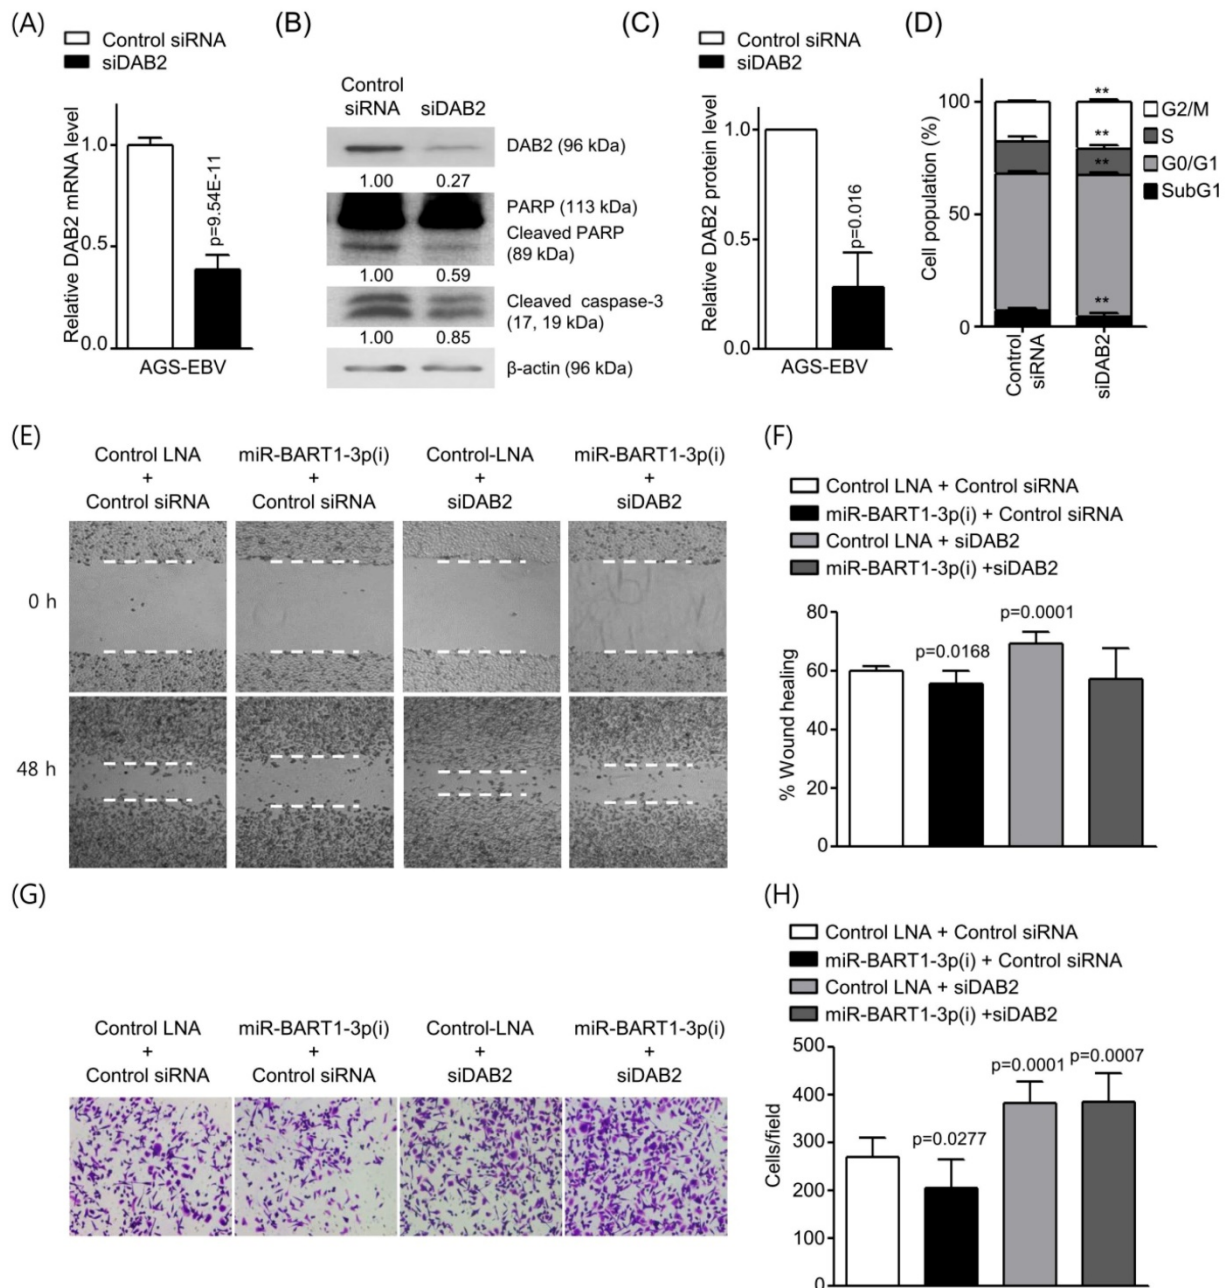 (A)
Control siRNA
siDAB2
Relative DAB2 mRNA level
1.0
0.5
0.0
p=9.54E-11
AGS-EBV
(B)
Control
siRNA
siDAB2
DAB2 (96 kDa)
1.00 0.27
PARP (113 kDa)
Cleaved PARP
(89 kDa)
1.00 0.59
Cleaved caspase-3
(17, 19 kDa)
1.00 0.85
β-actin (96 kDa)
(C)
Control siRNA
siDAB2
Relative DAB2 protein level
1.0
0.5
0.0
p=0.016
AGS-EBV
(D)
Cell population (%)
100
50
0
**
**
**
**
G2/M
S
G0/G1
SubG1
Control
siRNA
siDAB2
(E)
Control LNA
+
Control siRNA
miR-BART1-3p(i)
+
Control siRNA
Control-LNA
+
siDAB2
miR-BART1-3p(i)
+
siDAB2
0 h
48 h
(F)
Control LNA + Control siRNA
miR-BART1-3p(i) + Control siRNA
Control LNA + siDAB2
miR-BART1-3p(i) +siDAB2
% Wound healing
80
60
40
20
0
p=0.0168
p=0.0001
(G)
Control LNA
+
Control siRNA
miR-BART1-3p(i)
+
Control siRNA
Control-LNA
+
siDAB2
miR-BART1-3p(i)
+
siDAB2
(H)
Control LNA + Control siRNA
miR-BART1-3p(i) + Control siRNA
Control LNA + siDAB2
miR-BART1-3p(i) +siDAB2
Cells/field
500
400
300
200
100
0
p=0.0277
p=0.0001
p=0.0007